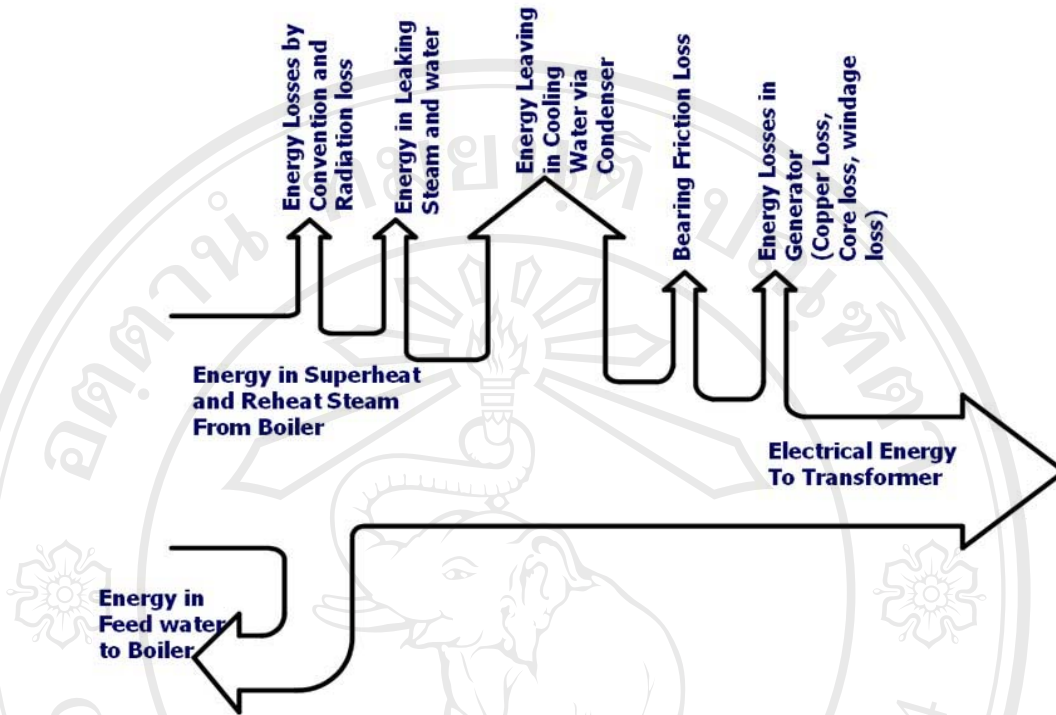 Energy Losses by
Convention and
Radiation loss
Energy in Leaking
Steam and water
Energy Leaving
in Cooling
Water via
Condenser
Bearing Friction Loss
Energy Losses in
Generator
(Copper Loss,
Core loss, windage
loss)
Energy in Superheat
and Reheat Steam
From Boiler
Electrical Energy
To Transformer
Energy in
Feed water
to Boiler